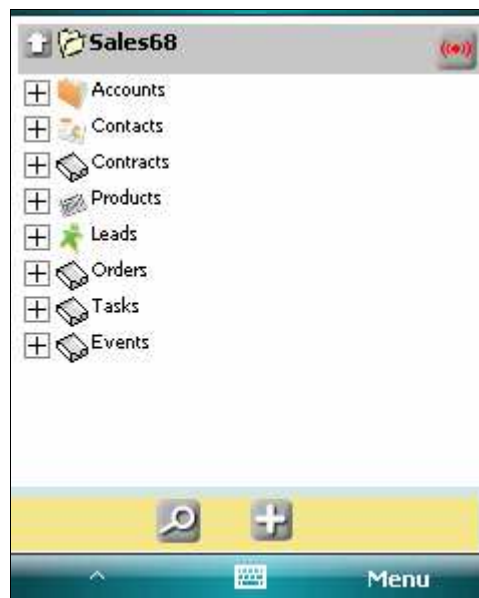 Sales68
Accounts
Contacts
Contracts
Products
Leads
Orders
Tasks
Events
Menu